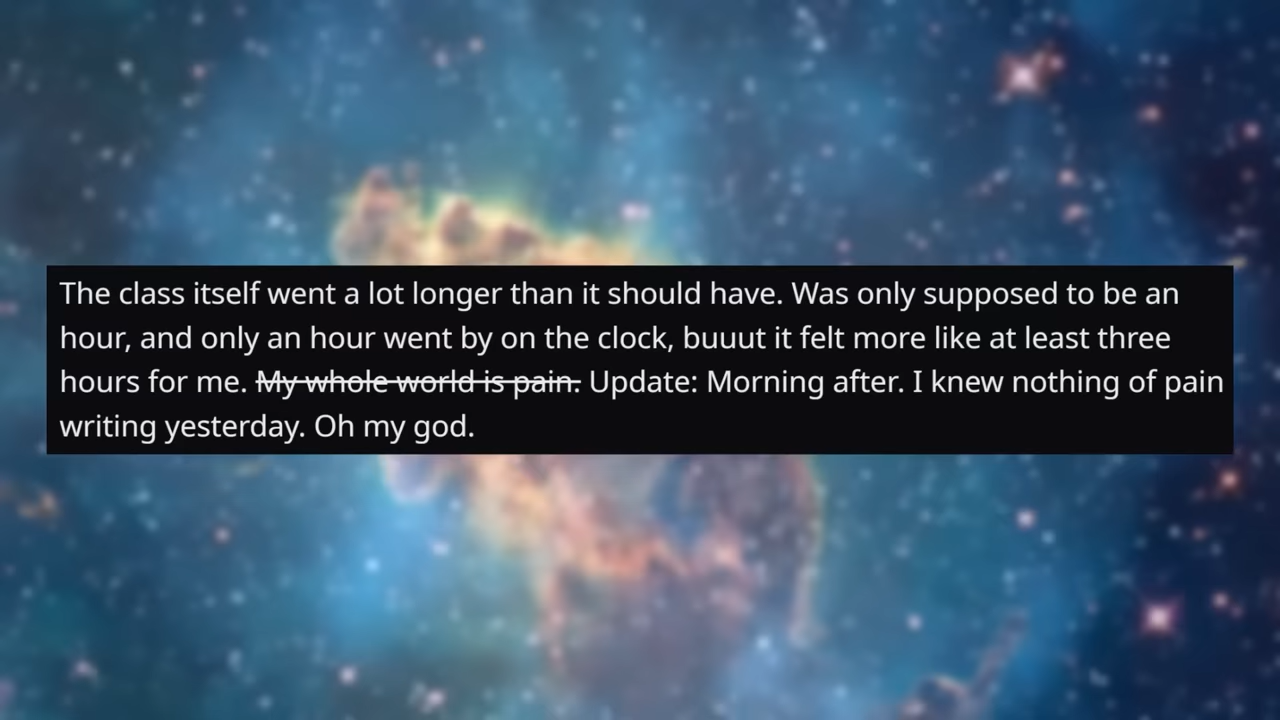 The class itself went a lot longer than it should have. Was only supposed to be an
hour, and only an hour went by on the clock, buuut it felt more like at least three
hours for me. My whole world is pain. Update: Morning after. I knew nothing of pain
writing yesterday. Oh my god.